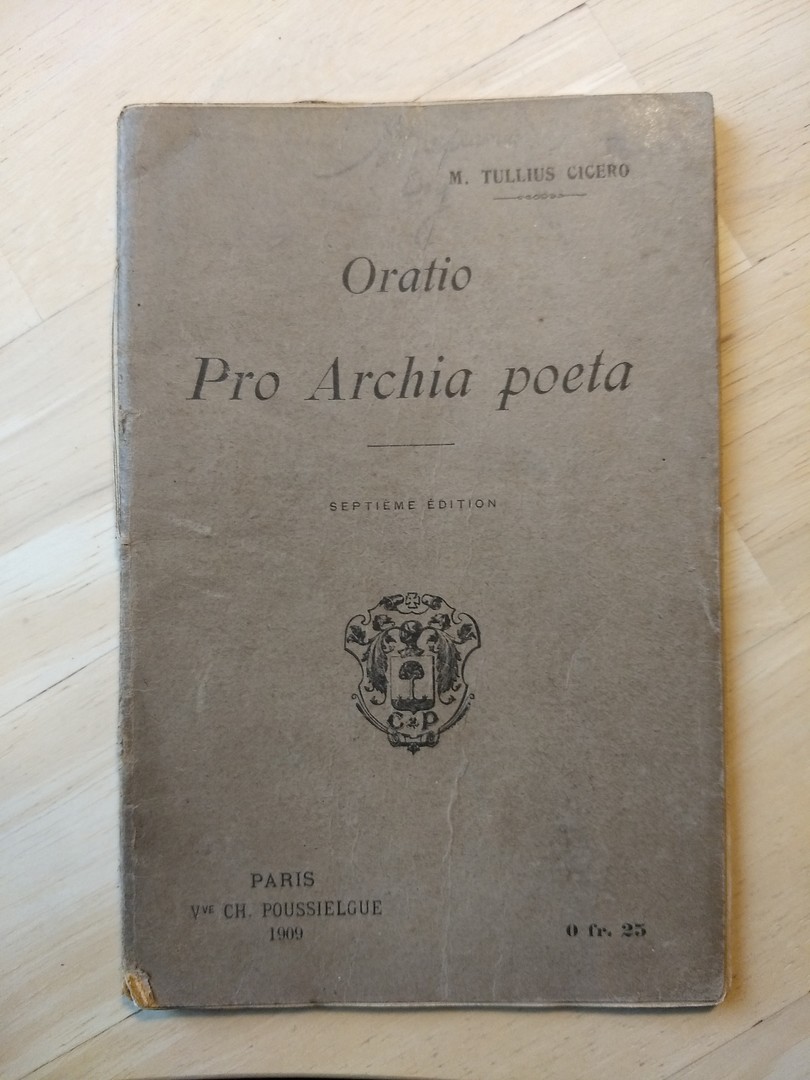 M. TULLIUS CICERO
Oratio
Pro Archia poeta
SEPTIÈME ÉDITION
C P
PARIS
Vve CH. POUSSIELGUE
1909
0 fr. 25